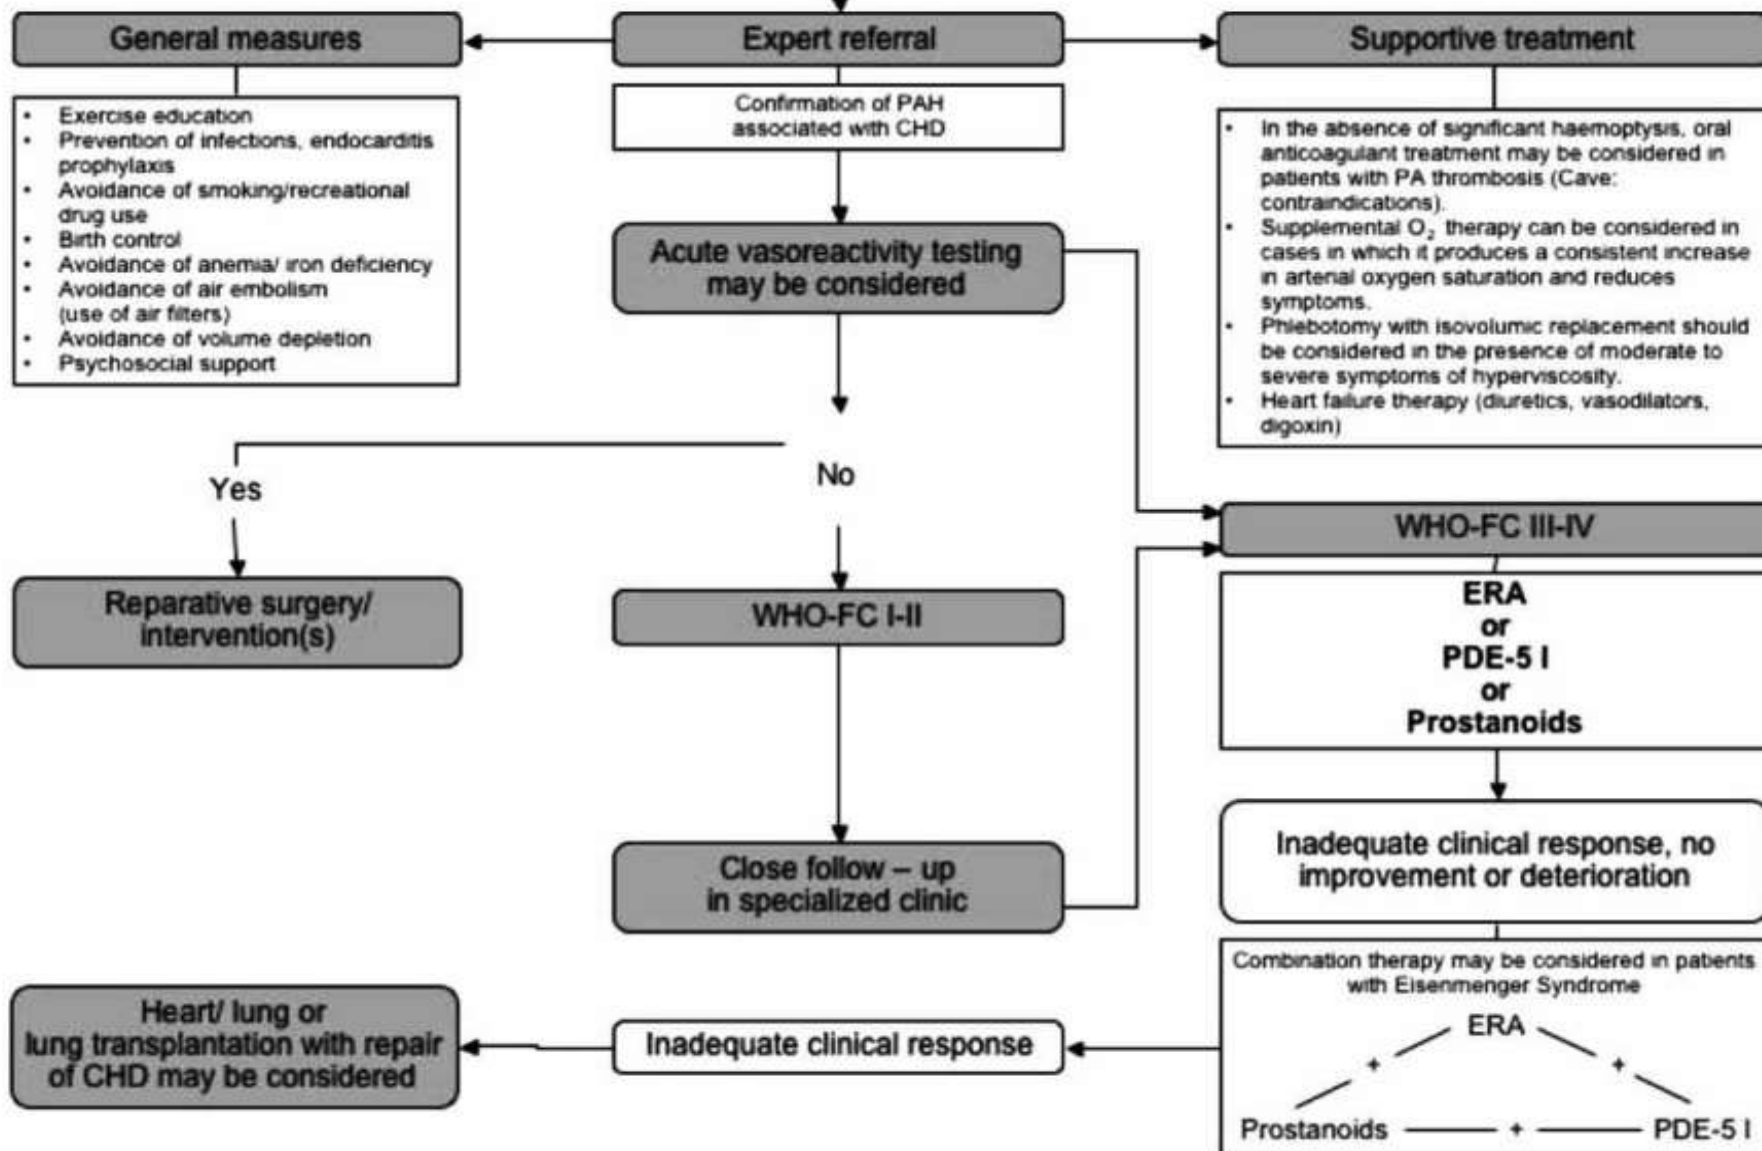 General measures
Expert referral
Supportive treatment
• Exercise education
• Prevention of infections, endocarditis
prophylaxis
• Avoidance of smoking/recreational
drug use
• Birth control
• Avoidance of anemia/ iron deficiency
• Avoidance of air embolism
(use of air filters)
• Avoidance of volume depletion
• Psychosocial support
Confirmation of PAH
associated with CHD
• In the absence of significant haemoptysis, oral
anticoagulant treatment may be considered in
patients with PA thrombosis (Cave:
contraindications).
• Supplemental O₂ therapy can be considered in
cases in which it produces a consistent increase
in arterial oxygen saturation and reduces
symptoms.
• Phlebotomy with isovolumic replacement should
be considered in the presence of moderate to
severe symptoms of hyperviscosity.
• Heart failure therapy (diuretics, vasodilators,
digoxin)
Acute vasoreactivity testing
may be considered
Yes
No
Reparative surgery/
intervention(s)
WHO-FC I-II
WHO-FC III-IV
ERA
or
PDE-5 I
or
Prostanoids
Close follow – up
in specialized clinic
Inadequate clinical response, no
improvement or deterioration
Combination therapy may be considered in patients
with Eisenmenger Syndrome
ERA
+ +
Prostanoids + PDE-5 I
Inadequate clinical response
Heart/ lung or
lung transplantation with repair
of CHD may be considered